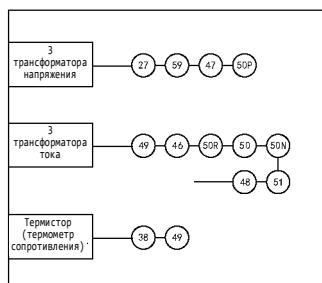 3
трансформатора
напряжения
27 59 47 50P
3
трансформатора
тока
49 46 50R 50 50N
48 51
Термистор
(термометр
сопротивления)
38 49